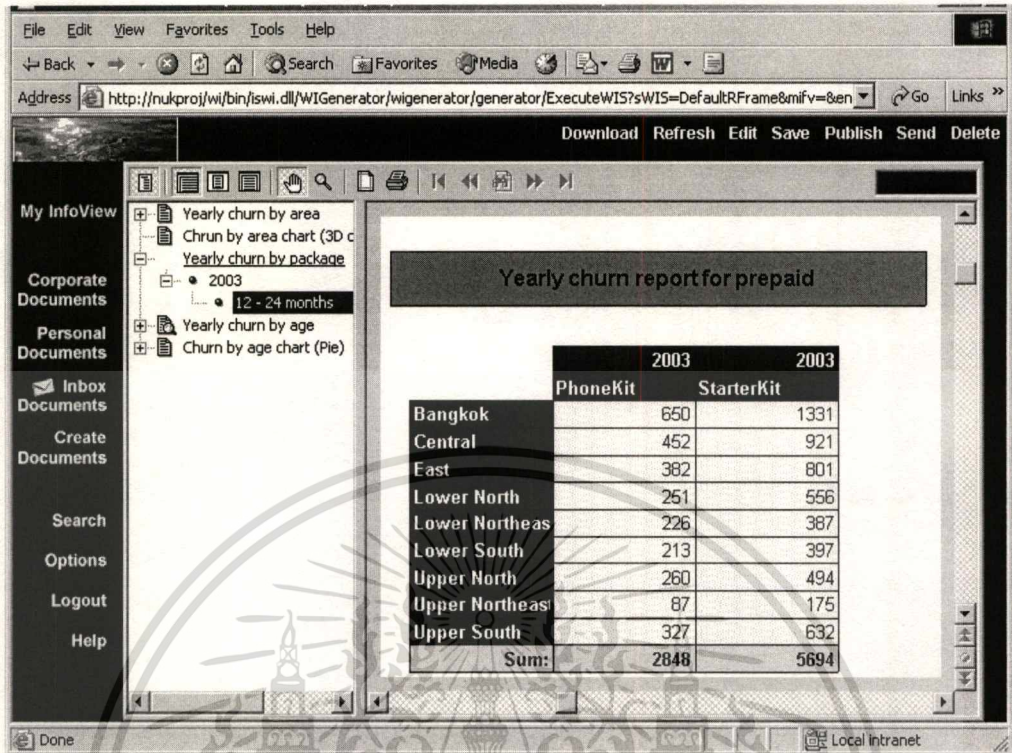 File Edit View Favorites Tools Help
Back Search Favorites Media
Address http://nukproj/wi/bin/iswi.dll/WIGenerator/wigenerator/generator/ExecuteWIS?sWIS=DefaultRFrame&mifv=&en Go Links »
Download Refresh Edit Save Publish Send Delete
My InfoView
Corporate Documents
Personal Documents
Inbox Documents
Create Documents
Search
Options
Logout
Help
Yearly churn by area
Chrun by area chart (3D c
Yearly churn by package
2003
12 - 24 months
Yearly churn by age
Churn by age chart (Pie)
Yearly churn report for prepaid
2003 2003
PhoneKit StarterKit
Bangkok 650 1331
Central 452 921
East 382 801
Lower North 251 556
Lower Northeas 226 387
Lower South 213 397
Upper North 260 494
Upper Northeast 87 175
Upper South 327 632
Sum: 2848 5694
Done Local intranet